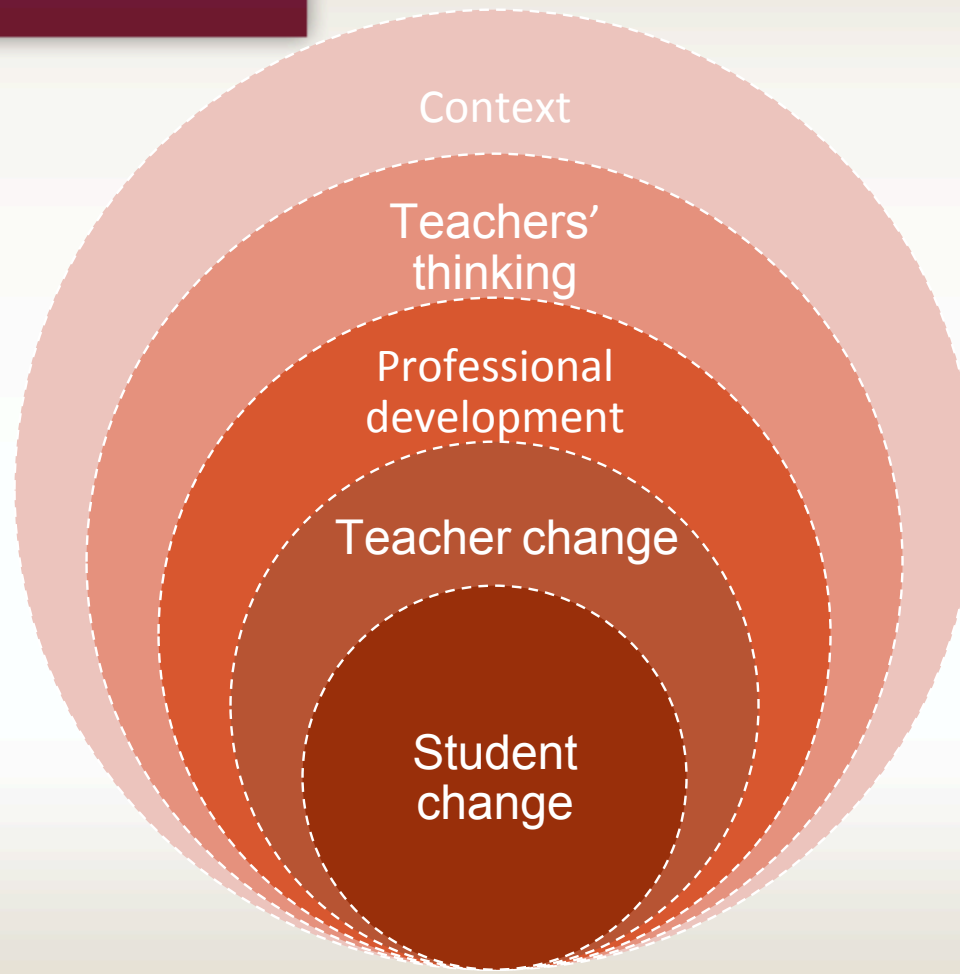 Context
Teachers’
thinking
Professional
development
Teacher change
Student
change